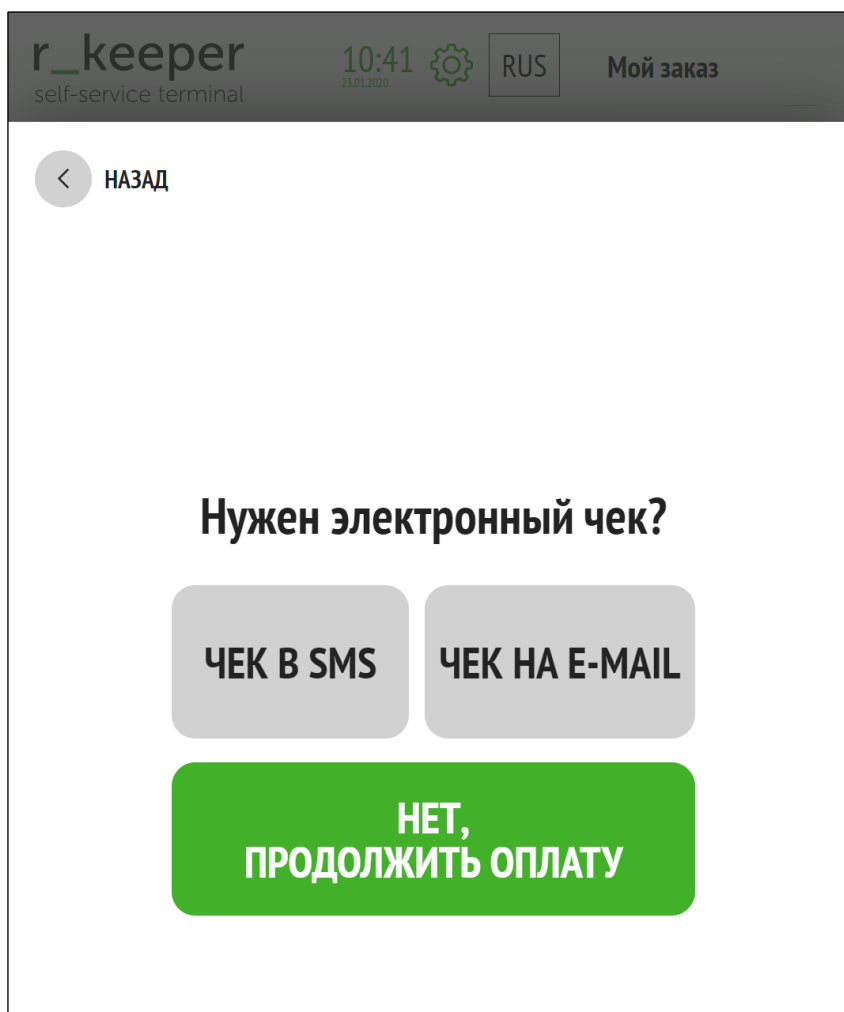 r_keeper
self-service terminal
10:41
23.01.2020
RUS
Мой заказ
НАЗАД
Нужен электронный чек?
ЧЕК В SMS
ЧЕК НА E-MAIL
НЕТ,
ПРОДОЛЖИТЬ ОПЛАТУ